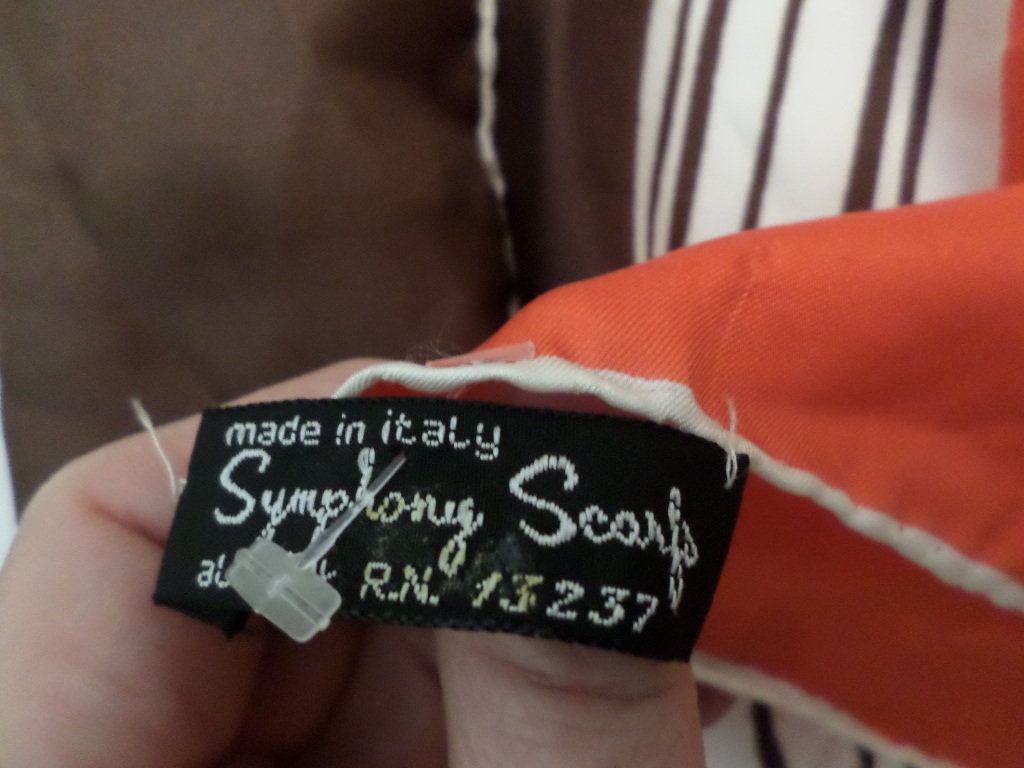 made in italy
Symphony Scarfs
R.N. 13237